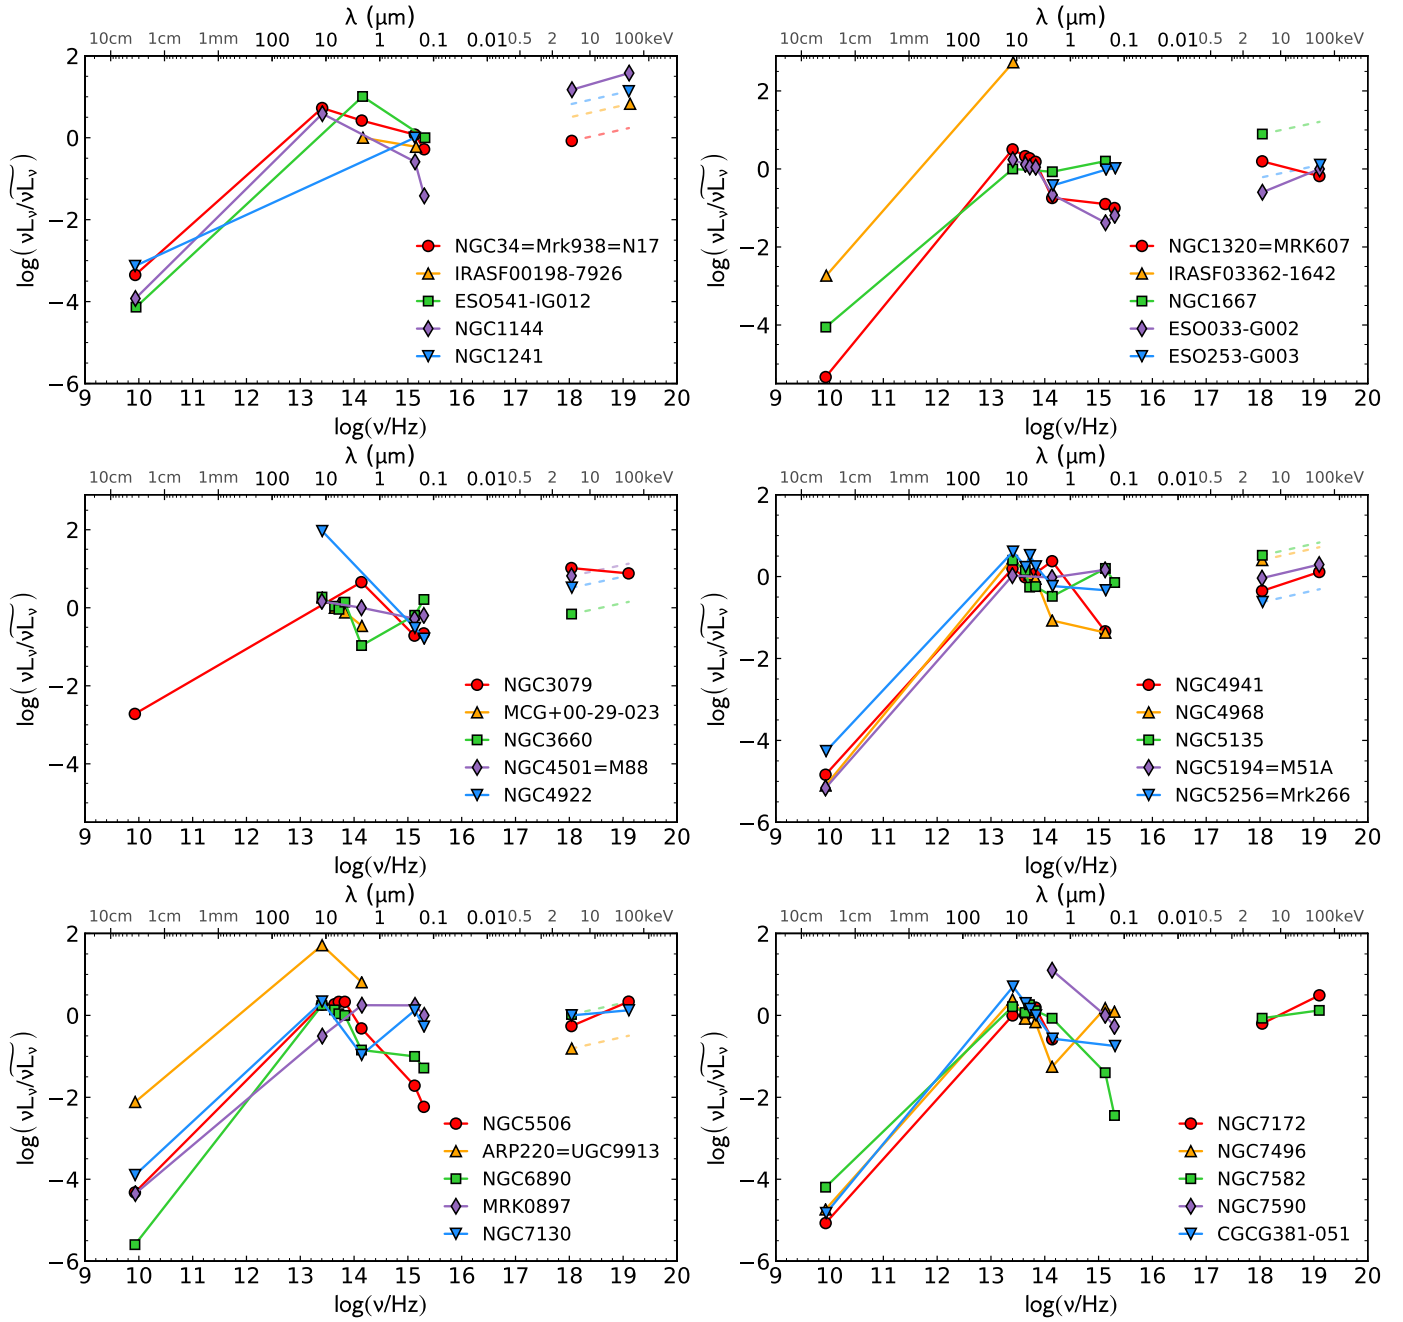 λ (μm)
10cm 1cm 1mm 100 10 1 0.1 0.01 0.5 2 10 100keV
2
0
−2
−4
−6
log( νLν/νLν )
NGC34=Mrk938=N17
IRASF00198-7926
ESO541-IG012
NGC1144
NGC1241
9 10 11 12 13 14 15 16 17 18 19 20
log(ν/Hz)
λ (μm)
10cm 1cm 1mm 100 10 1 0.1 0.01 0.5 2 10 100keV
2
0
−2
−4
log( νLν/νLν )
NGC1320=MRK607
IRASF03362-1642
NGC1667
ESO033-G002
ESO253-G003
9 10 11 12 13 14 15 16 17 18 19 20
log(ν/Hz)
λ (μm)
10cm 1cm 1mm 100 10 1 0.1 0.01 0.5 2 10 100keV
2
0
−2
−4
log( νLν/νLν )
NGC3079
MCG+00-29-023
NGC3660
NGC4501=M88
NGC4922
9 10 11 12 13 14 15 16 17 18 19 20
log(ν/Hz)
λ (μm)
10cm 1cm 1mm 100 10 1 0.1 0.01 0.5 2 10 100keV
2
0
−2
−4
−6
log( νLν/νLν )
NGC4941
NGC4968
NGC5135
NGC5194=M51A
NGC5256=Mrk266
9 10 11 12 13 14 15 16 17 18 19 20
log(ν/Hz)
λ (μm)
10cm 1cm 1mm 100 10 1 0.1 0.01 0.5 2 10 100keV
2
0
−2
−4
−6
log( νLν/νLν )
NGC5506
ARP220=UGC9913
NGC6890
MRK0897
NGC7130
9 10 11 12 13 14 15 16 17 18 19 20
log(ν/Hz)
λ (μm)
10cm 1cm 1mm 100 10 1 0.1 0.01 0.5 2 10 100keV
2
0
−2
−4
−6
log( νLν/νLν )
NGC7172
NGC7496
NGC7582
NGC7590
CGCG381-051
9 10 11 12 13 14 15 16 17 18 19 20
log(ν/Hz)